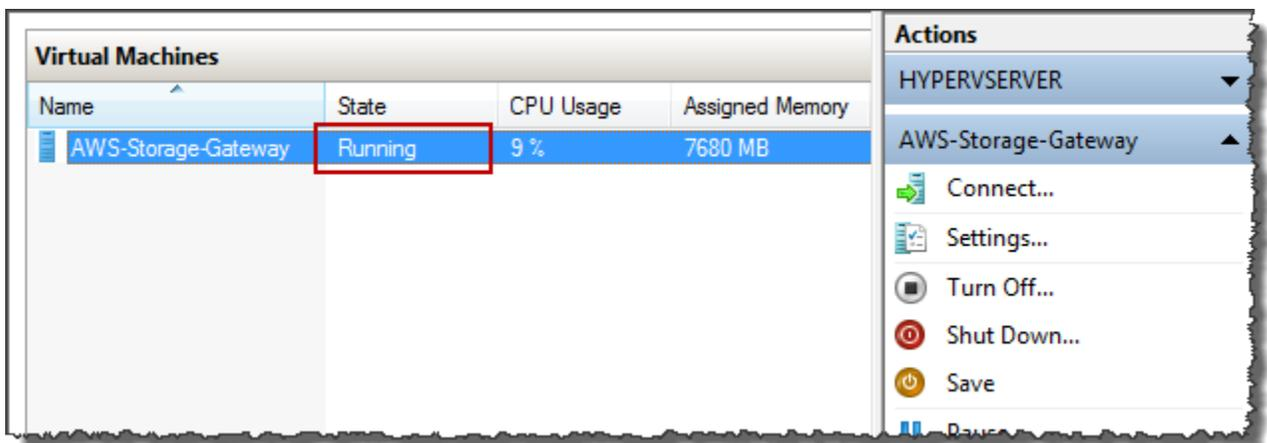 Virtual Machines
Name State CPU Usage Assigned Memory
AWS-Storage-Gateway Running 9 % 7680 MB
Actions
HYPERVSERVER
AWS-Storage-Gateway
Connect...
Settings...
Turn Off...
Shut Down...
Save
Pause